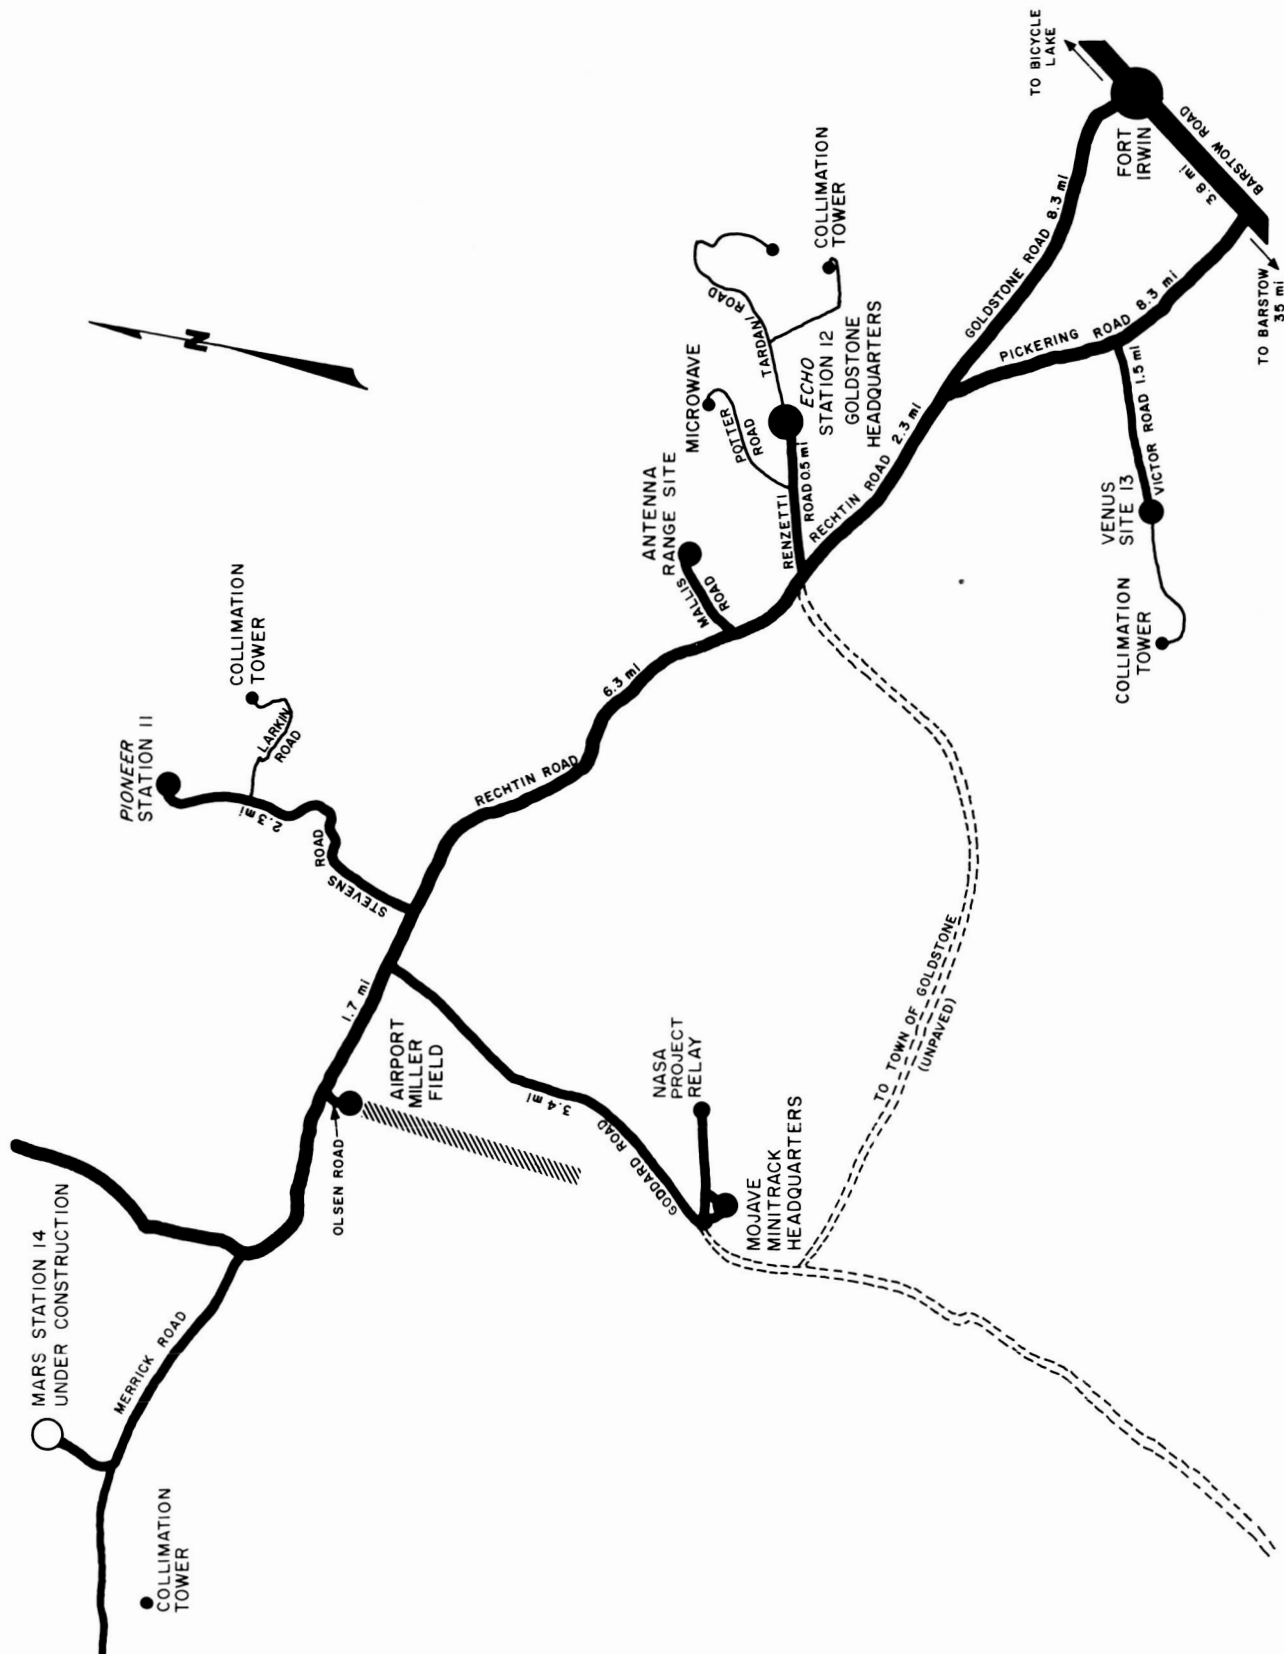 MARS STATION 14
UNDER CONSTRUCTION
COLLIMATION
TOWER
MERRICK ROAD
OLSEN ROAD
AIRPORT
MILLER
FIELD
1.7 mi
PIONEER
STATION 11
2.3 mi
STEVENS
ROAD
LARKIN
ROAD
COLLIMATION
TOWER
N
RECHTIN ROAD
6.3 mi
GODDARD ROAD
3.4 mi
NASA
PROJECT
RELAY
MOJAVE
MINITRACK
HEADQUARTERS
TO TOWN OF GOLDSTONE
(UNPAVED)
ANTENNA
RANGE SITE
MALLIS
ROAD
MICROWAVE
POTTER
ROAD
RENZETTI
ROAD 0.5 mi
TARDANI ROAD
COLLIMATION
TOWER
ECHO
STATION 12
GOLDSTONE
HEADQUARTERS
RECHTIN ROAD 2.3 mi
GOLDSTONE ROAD 8.3 mi
PICKERING ROAD 8.3 mi
VENUS
SITE 13
VICTOR ROAD 1.5 mi
COLLIMATION
TOWER
TO BICYCLE
LAKE
FORT
IRWIN
3.8 mi
BARSTOW ROAD
TO BARSTOW
35 mi